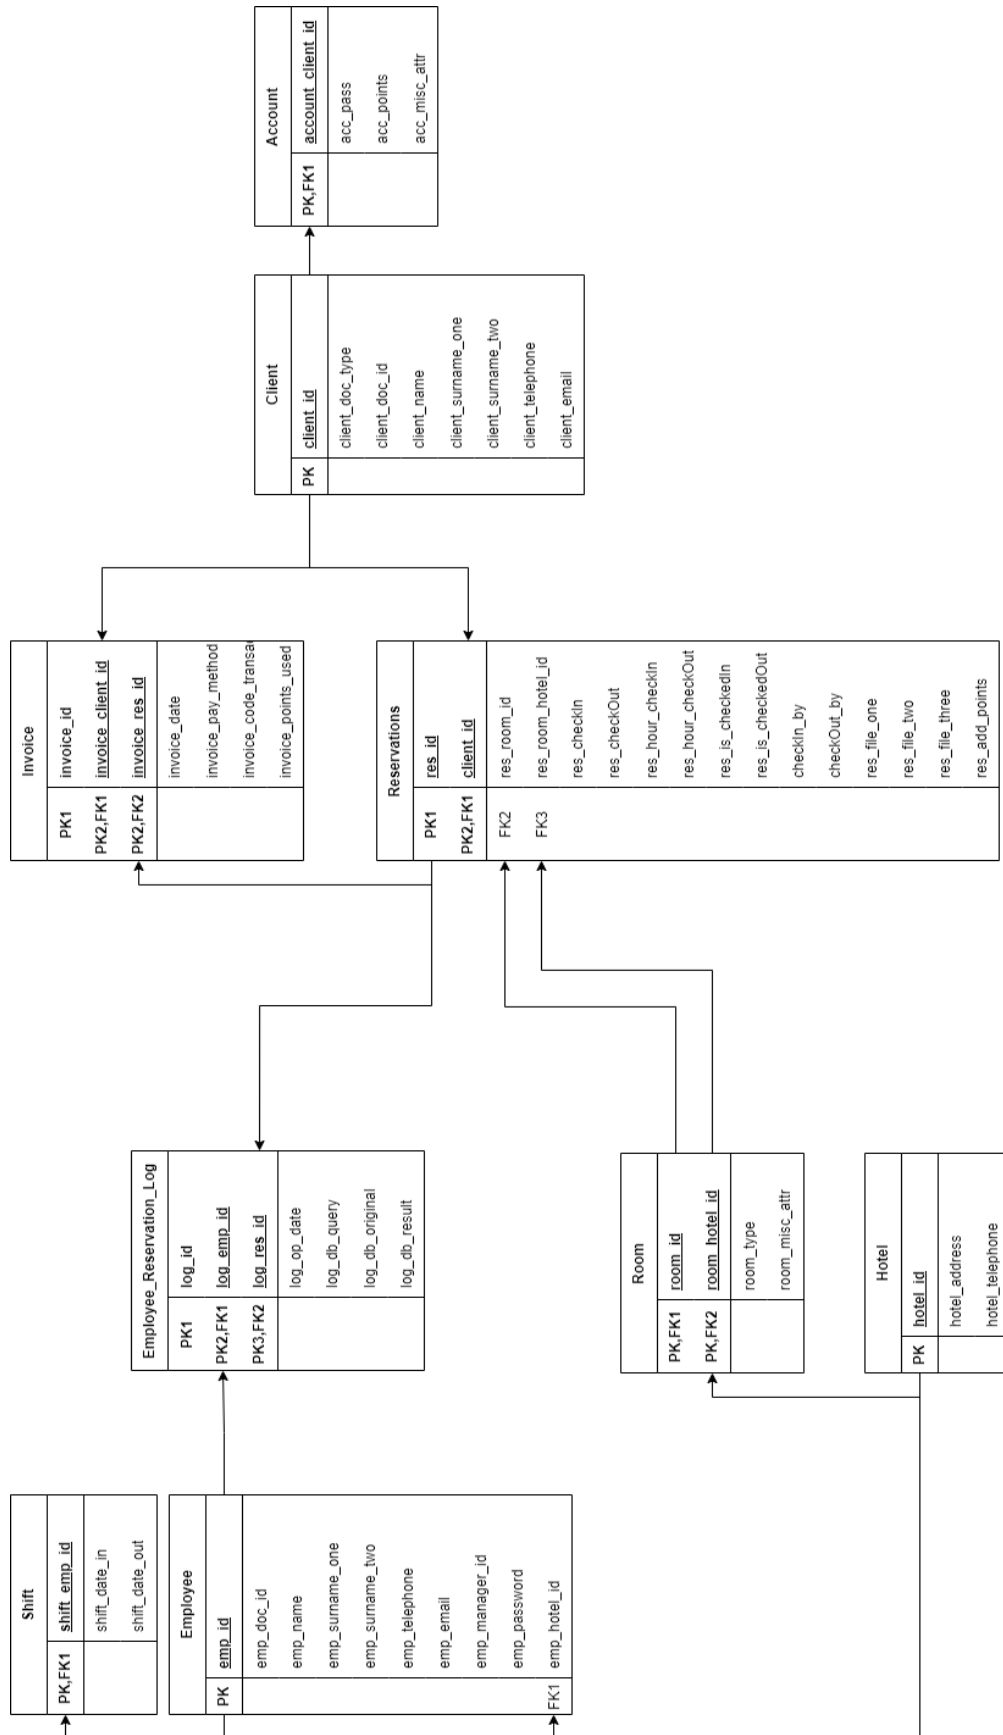 Shift
PK,FK1 shift_emp_id
shift_date_in
shift_date_out
Employee
PK emp_id
emp_doc_id
emp_name
emp_surname_one
emp_surname_two
emp_telephone
emp_email
emp_manager_id
emp_password
FK1 emp_hotel_id
Employee_Reservation_Log
PK1 log_id
PK2,FK1 log_emp_id
PK3,FK2 log_res_id
log_op_date
log_db_query
log_db_original
log_db_result
Room
PK,FK1 room_id
PK,FK2 room_hotel_id
room_type
room_misc_attr
Hotel
PK hotel_id
hotel_address
hotel_telephone
Invoice
PK1 invoice_id
PK2,FK1 invoice_client_id
PK2,FK2 invoice_res_id
invoice_date
invoice_pay_method
invoice_code_transa
invoice_points_used
Reservations
PK1 res_id
PK2,FK1 client_id
FK2 res_room_id
FK3 res_room_hotel_id
res_checkIn
res_checkOut
res_hour_checkIn
res_hour_checkOut
res_is_checkedIn
res_is_checkedOut
checkIn_by
checkOut_by
res_file_one
res_file_two
res_file_three
res_add_points
Client
PK client_id
client_doc_type
client_doc_id
client_name
client_surname_one
client_surname_two
client_telephone
client_email
Account
PK,FK1 account_client_id
acc_pass
acc_points
acc_misc_attr